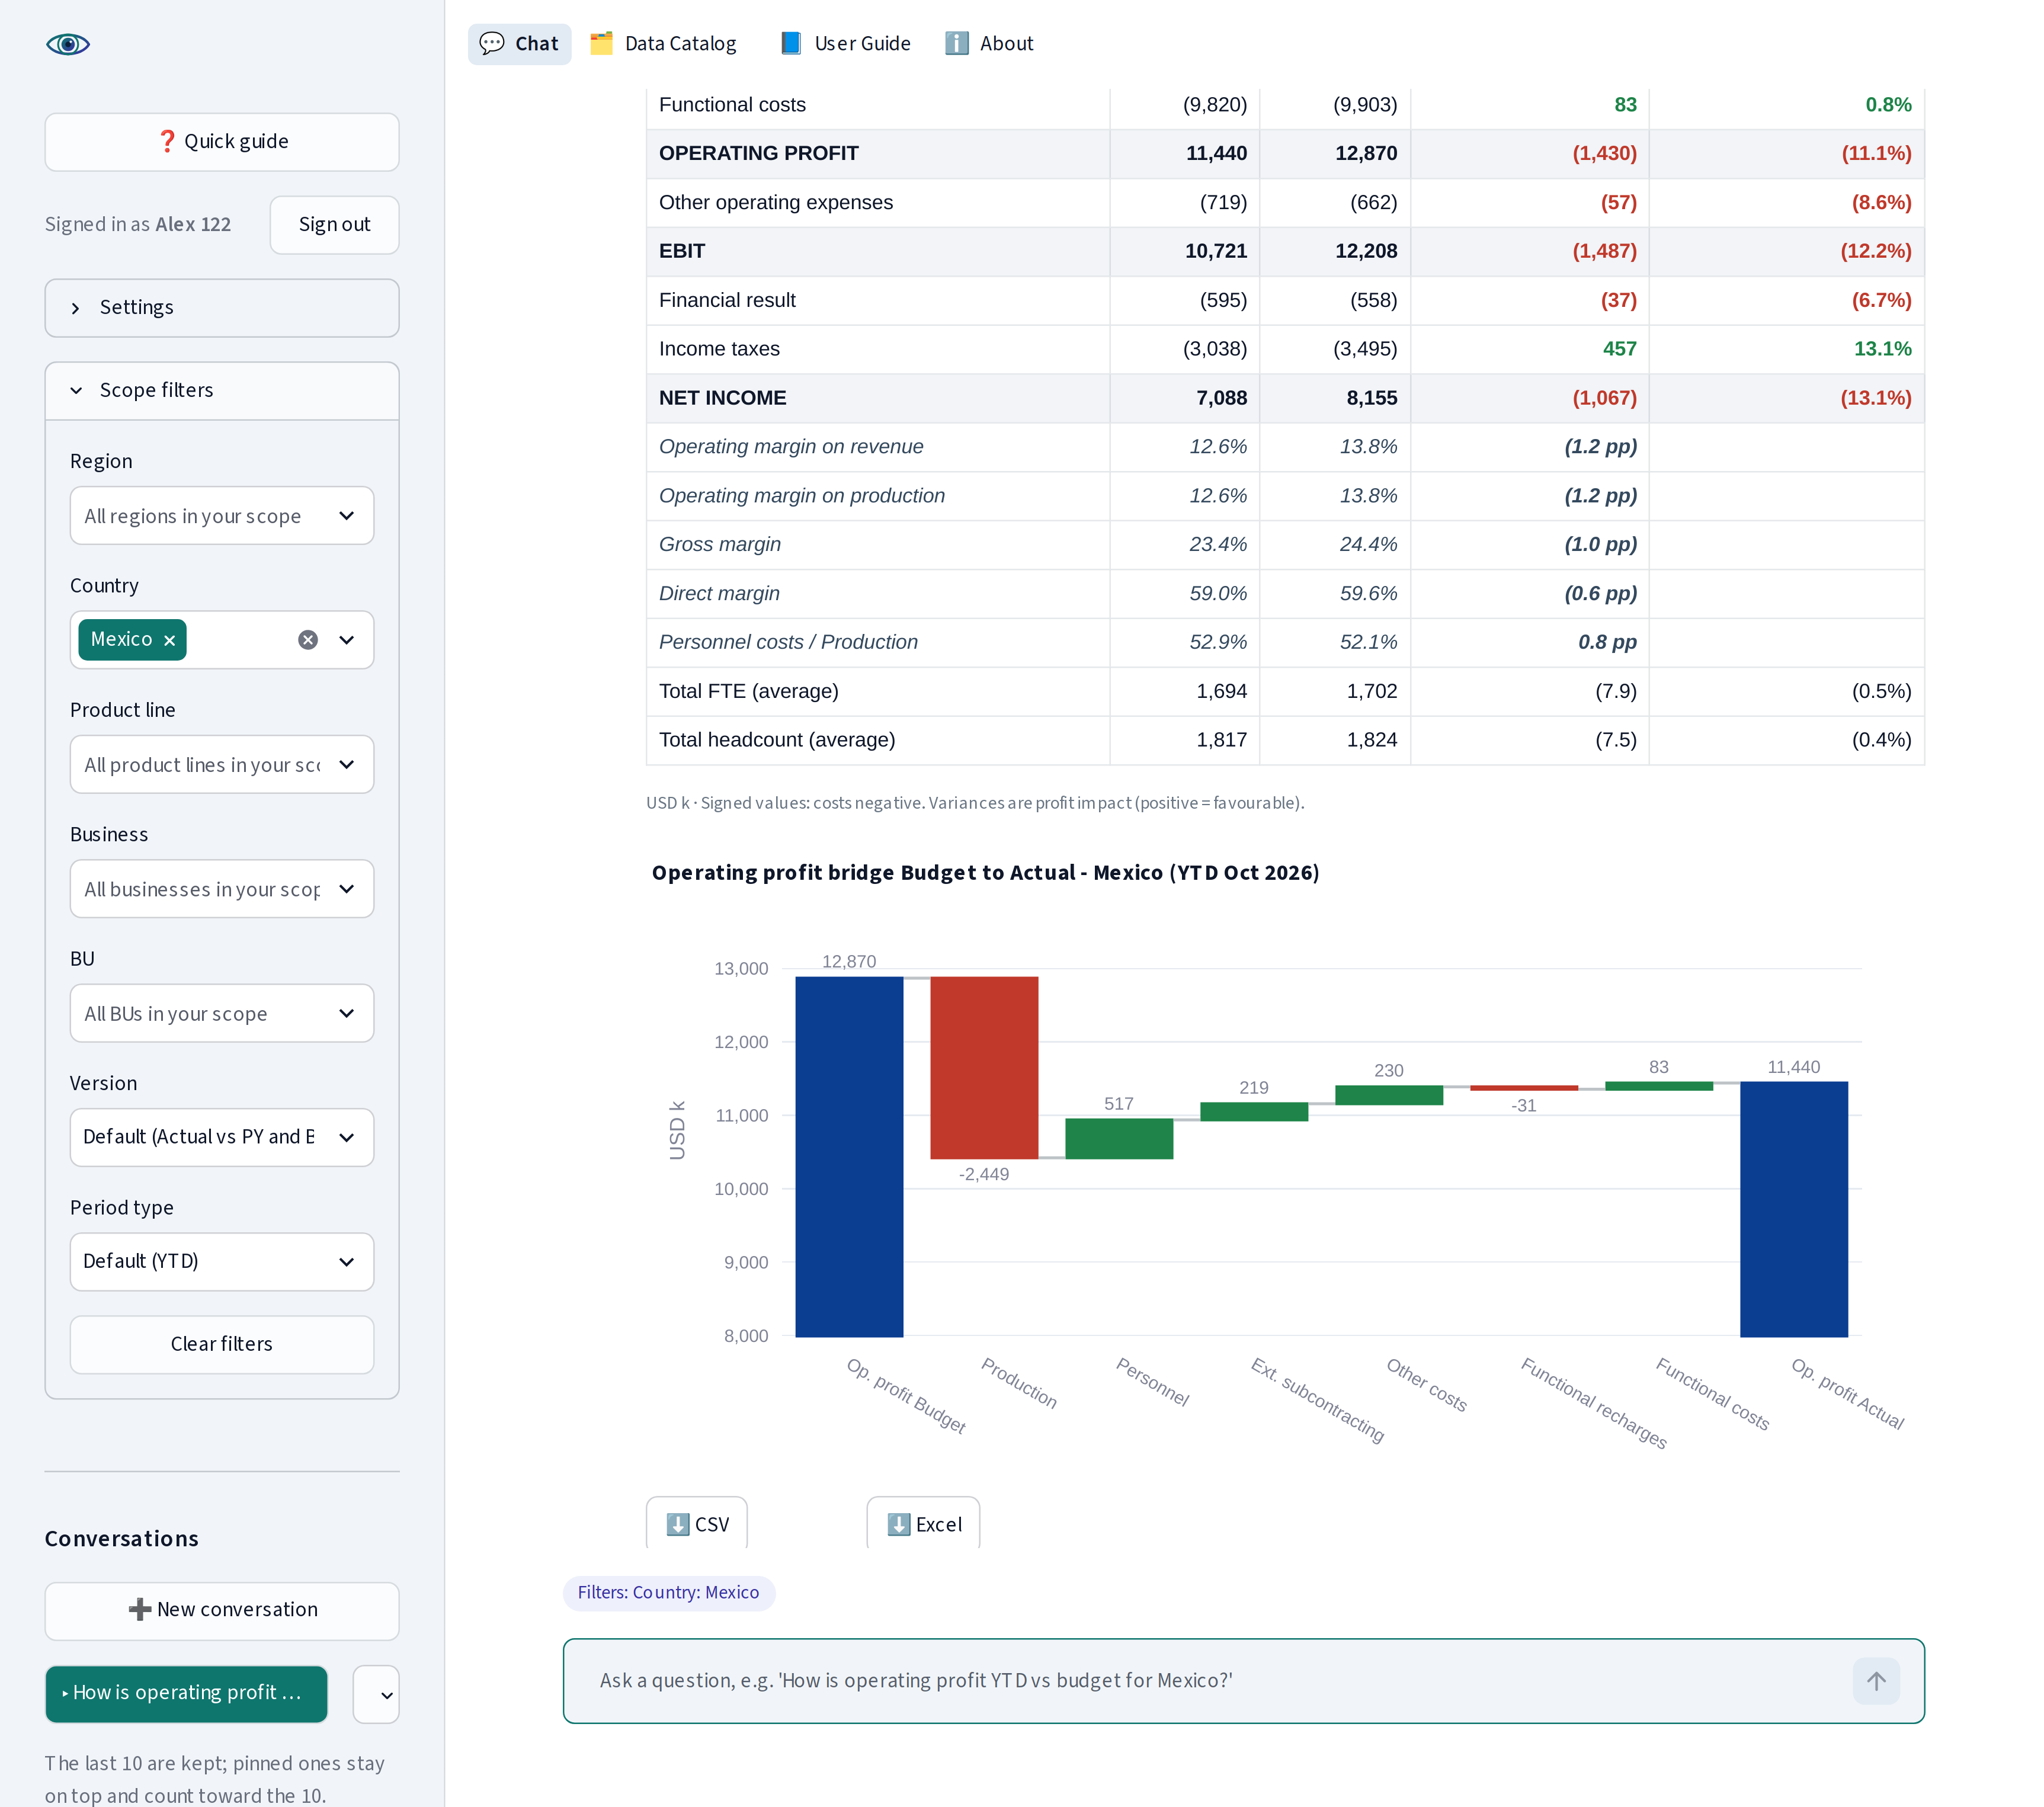 ❓ Quick guide
Signed in as Alex 122
Sign out
Settings
Scope filters
Region
All regions in your scope
Country
Mexico ×
Product line
All product lines in your sc
Business
All businesses in your scop
BU
All BUs in your scope
Version
Default (Actual vs PY and B
Period type
Default (YTD)
Clear filters
Conversations
➕ New conversation
‣ How is operating profit ...
The last 10 are kept; pinned ones stay
on top and count toward the 10.
💬 Chat 🗂️ Data Catalog 📘 User Guide ℹ️ About
Functional costs (9,820) (9,903) 83 0.8%
OPERATING PROFIT 11,440 12,870 (1,430) (11.1%)
Other operating expenses (719) (662) (57) (8.6%)
EBIT 10,721 12,208 (1,487) (12.2%)
Financial result (595) (558) (37) (6.7%)
Income taxes (3,038) (3,495) 457 13.1%
NET INCOME 7,088 8,155 (1,067) (13.1%)
Operating margin on revenue 12.6% 13.8% (1.2 pp)
Operating margin on production 12.6% 13.8% (1.2 pp)
Gross margin 23.4% 24.4% (1.0 pp)
Direct margin 59.0% 59.6% (0.6 pp)
Personnel costs / Production 52.9% 52.1% 0.8 pp
Total FTE (average) 1,694 1,702 (7.9) (0.5%)
Total headcount (average) 1,817 1,824 (7.5) (0.4%)
USD k · Signed values: costs negative. Variances are profit impact (positive = favourable).
Operating profit bridge Budget to Actual - Mexico (YTD Oct 2026)
USD k
13,000
12,000
11,000
10,000
9,000
8,000
12,870
-2,449
517
219
230
-31
83
11,440
Op. profit Budget
Production
Personnel
Ext. subcontracting
Other costs
Functional recharges
Functional costs
Op. profit Actual
⬇️ CSV
⬇️ Excel
Filters: Country: Mexico
Ask a question, e.g. 'How is operating profit YTD vs budget for Mexico?'